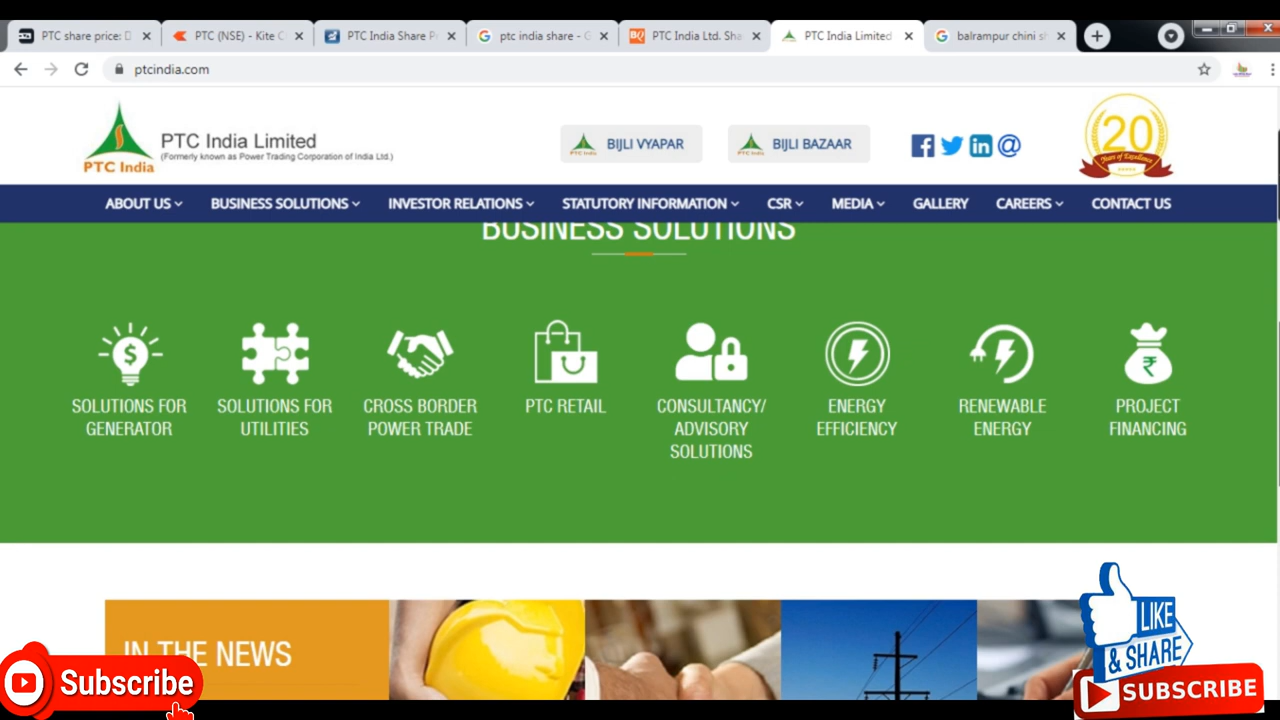 PTC share price: D
PTC (NSE) - Kite C
PTC India Share P
ptc india share - G
BQ
PTC India Ltd. Sha
PTC India Limited
balrampur chini s
ptcindia.com
PTC India
PTC India Limited
(Formerly known as Power Trading Corporation of India Ltd.)
BIJLI VYAPAR
BIJLI BAZAAR
20
Years of Excellence
ABOUT US
BUSINESS SOLUTIONS
INVESTOR RELATIONS
STATUTORY INFORMATION
CSR
MEDIA
GALLERY
CAREERS
CONTACT US
BUSINESS SOLUTIONS
SOLUTIONS FOR
GENERATOR
SOLUTIONS FOR
UTILITIES
CROSS BORDER
POWER TRADE
PTC RETAIL
CONSULTANCY/
ADVISORY
SOLUTIONS
ENERGY
EFFICIENCY
RENEWABLE
ENERGY
PROJECT
FINANCING
IN THE NEWS
Subscribe
LIKE
& SHARE
SUBSCRIBE